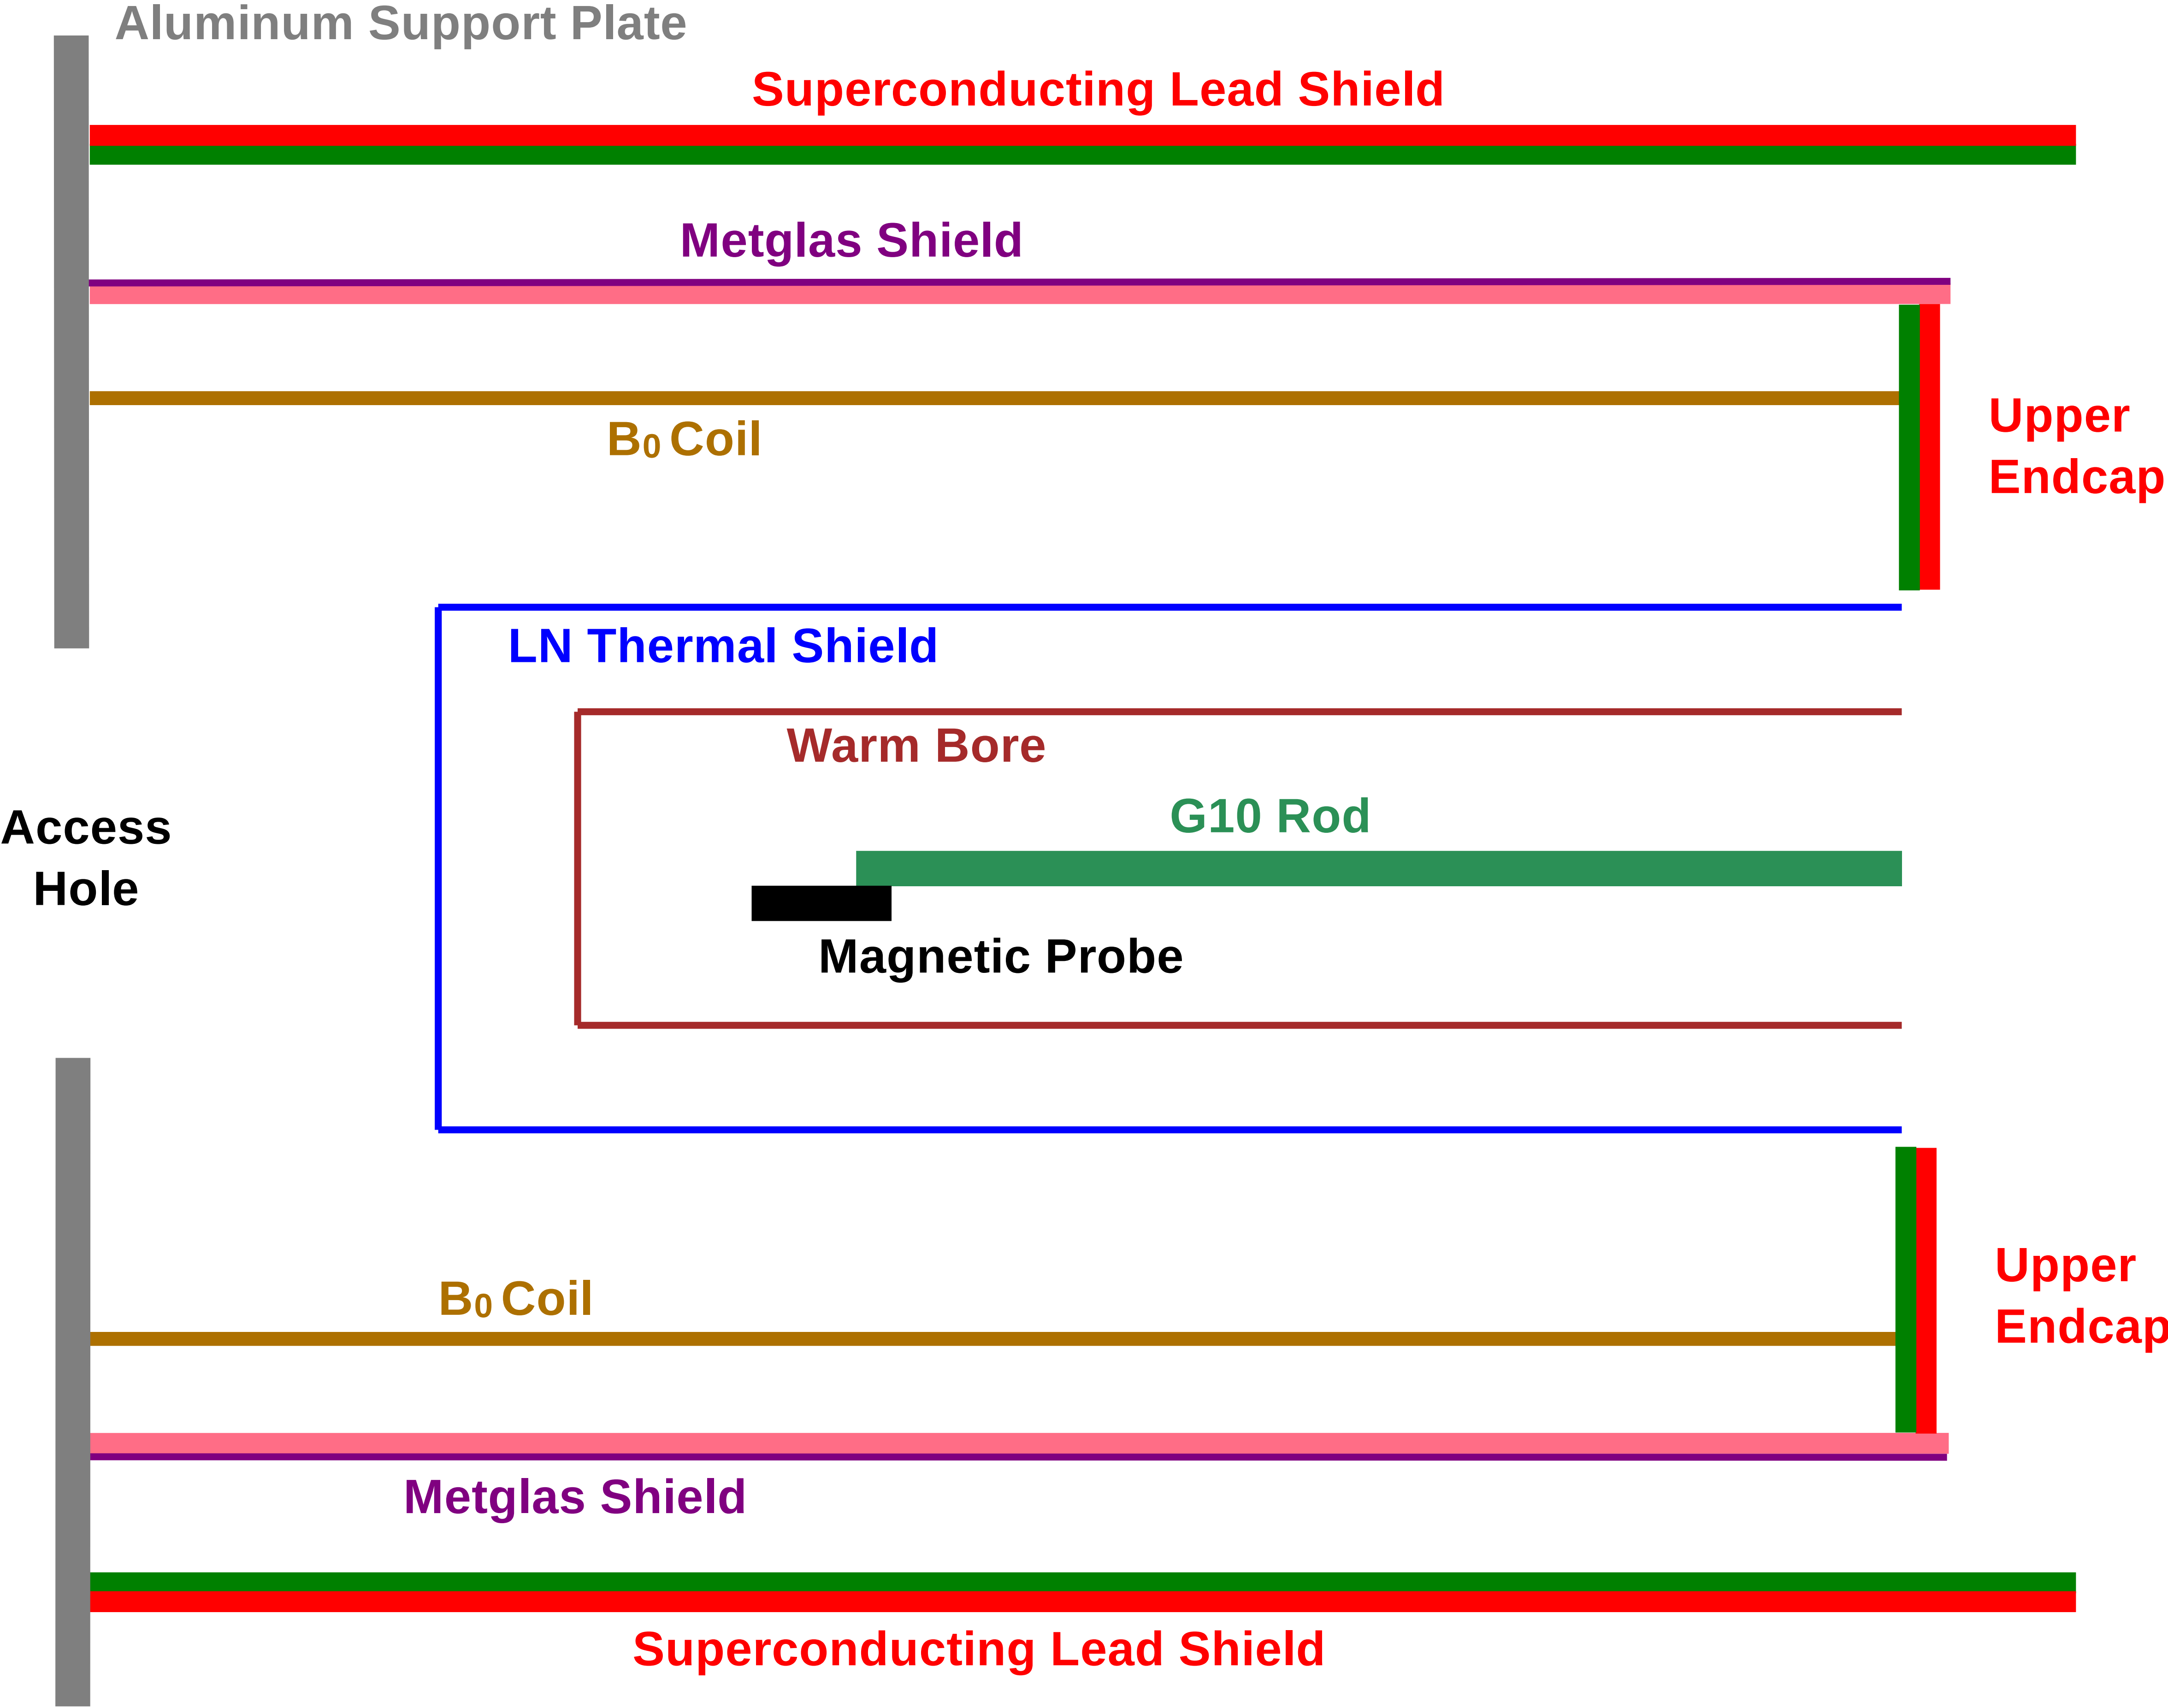 Aluminum Support Plate
Superconducting Lead Shield
Metglas Shield
B0 Coil
Upper
Endcap
LN Thermal Shield
Warm Bore
G10 Rod
Access
Hole
Magnetic Probe
Upper
Endcap
B0 Coil
Metglas Shield
Superconducting Lead Shield